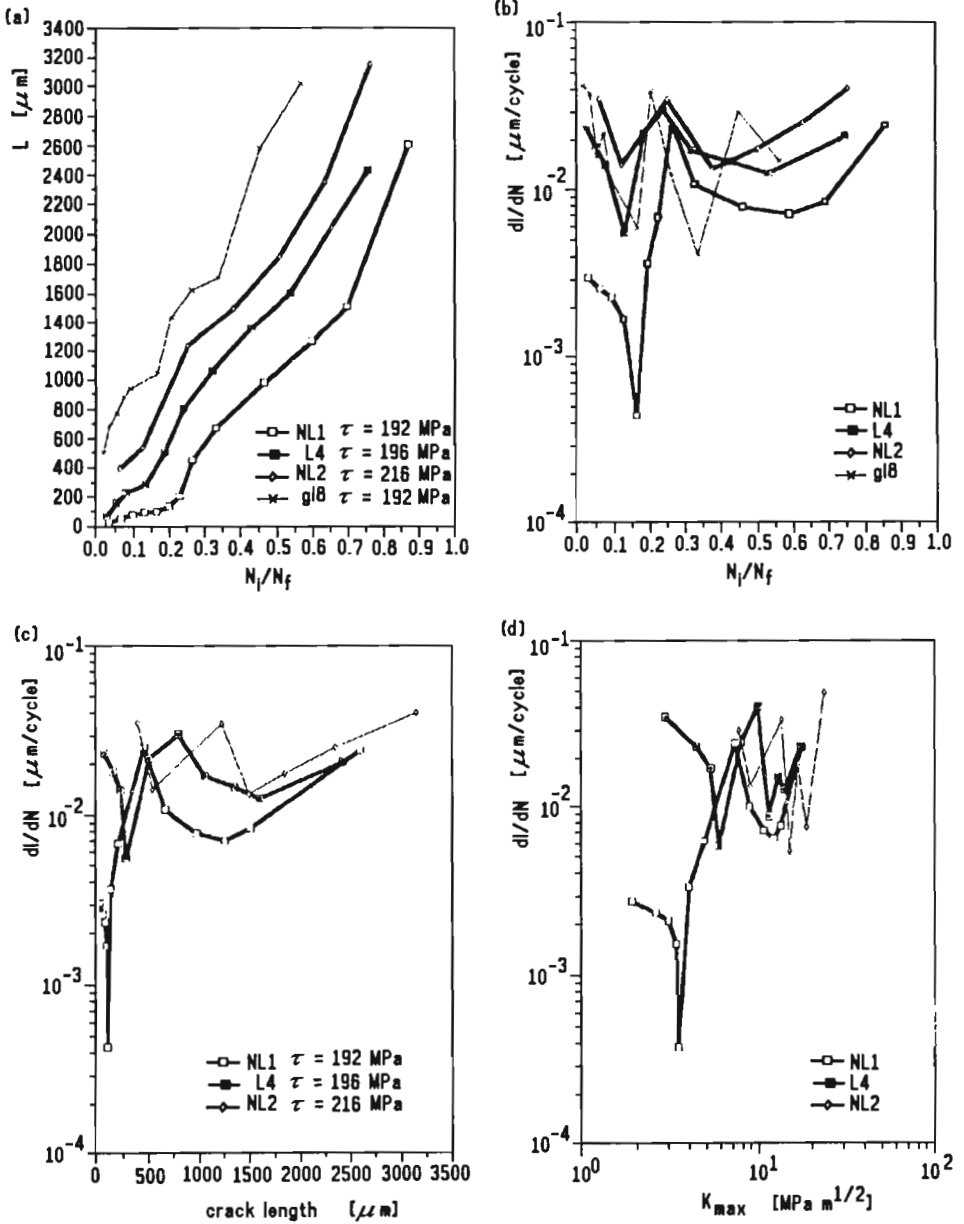 (a)
L [μm]
3400
3200
3000
2800
2600
2400
2200
2000
1800
1600
1400
1200
1000
800
600
400
200
0
NL1 τ = 192 MPa
L4 τ = 196 MPa
NL2 τ = 216 MPa
gl8 τ = 192 MPa
0.0 0.1 0.2 0.3 0.4 0.5 0.6 0.7 0.8 0.9 1.0
Ni/Nf
(b)
dl/dN [μm/cycle]
10-1
10-2
10-3
10-4
NL1
L4
NL2
gl8
0.0 0.1 0.2 0.3 0.4 0.5 0.6 0.7 0.8 0.9 1.0
Ni/Nf
(c)
dl/dN [μm/cycle]
10-1
10-2
10-3
10-4
NL1 τ = 192 MPa
L4 τ = 196 MPa
NL2 τ = 216 MPa
0 500 1000 1500 2000 2500 3000 3500
crack length [μm]
(d)
dl/dN [μm/cycle]
10-1
10-2
10-3
10-4
NL1
L4
NL2
100 101 102
Kmax [MPa m1/2]